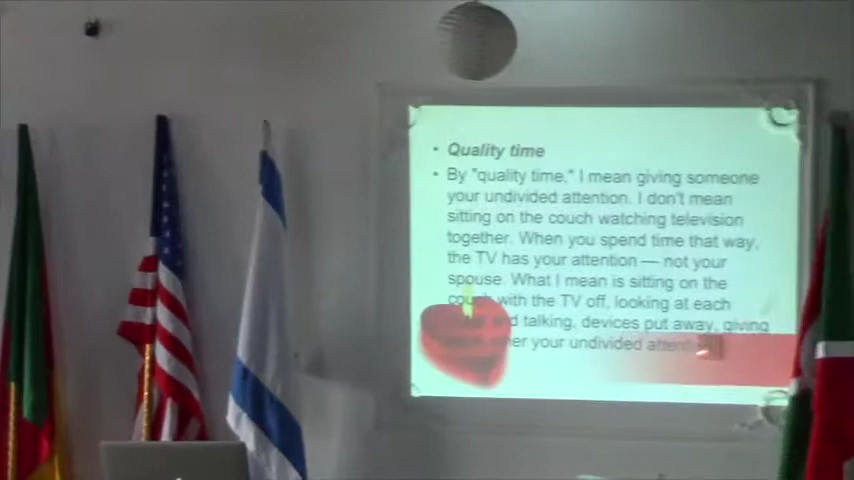 • Quality time
• By "quality time," I mean giving someone
your undivided attention. I don't mean
sitting on the couch watching television
together. When you spend time that way,
the TV has your attention — not your
spouse. What I mean is sitting on the
couch with the TV off, looking at each
talking, devices put away, giving
your undivided attention